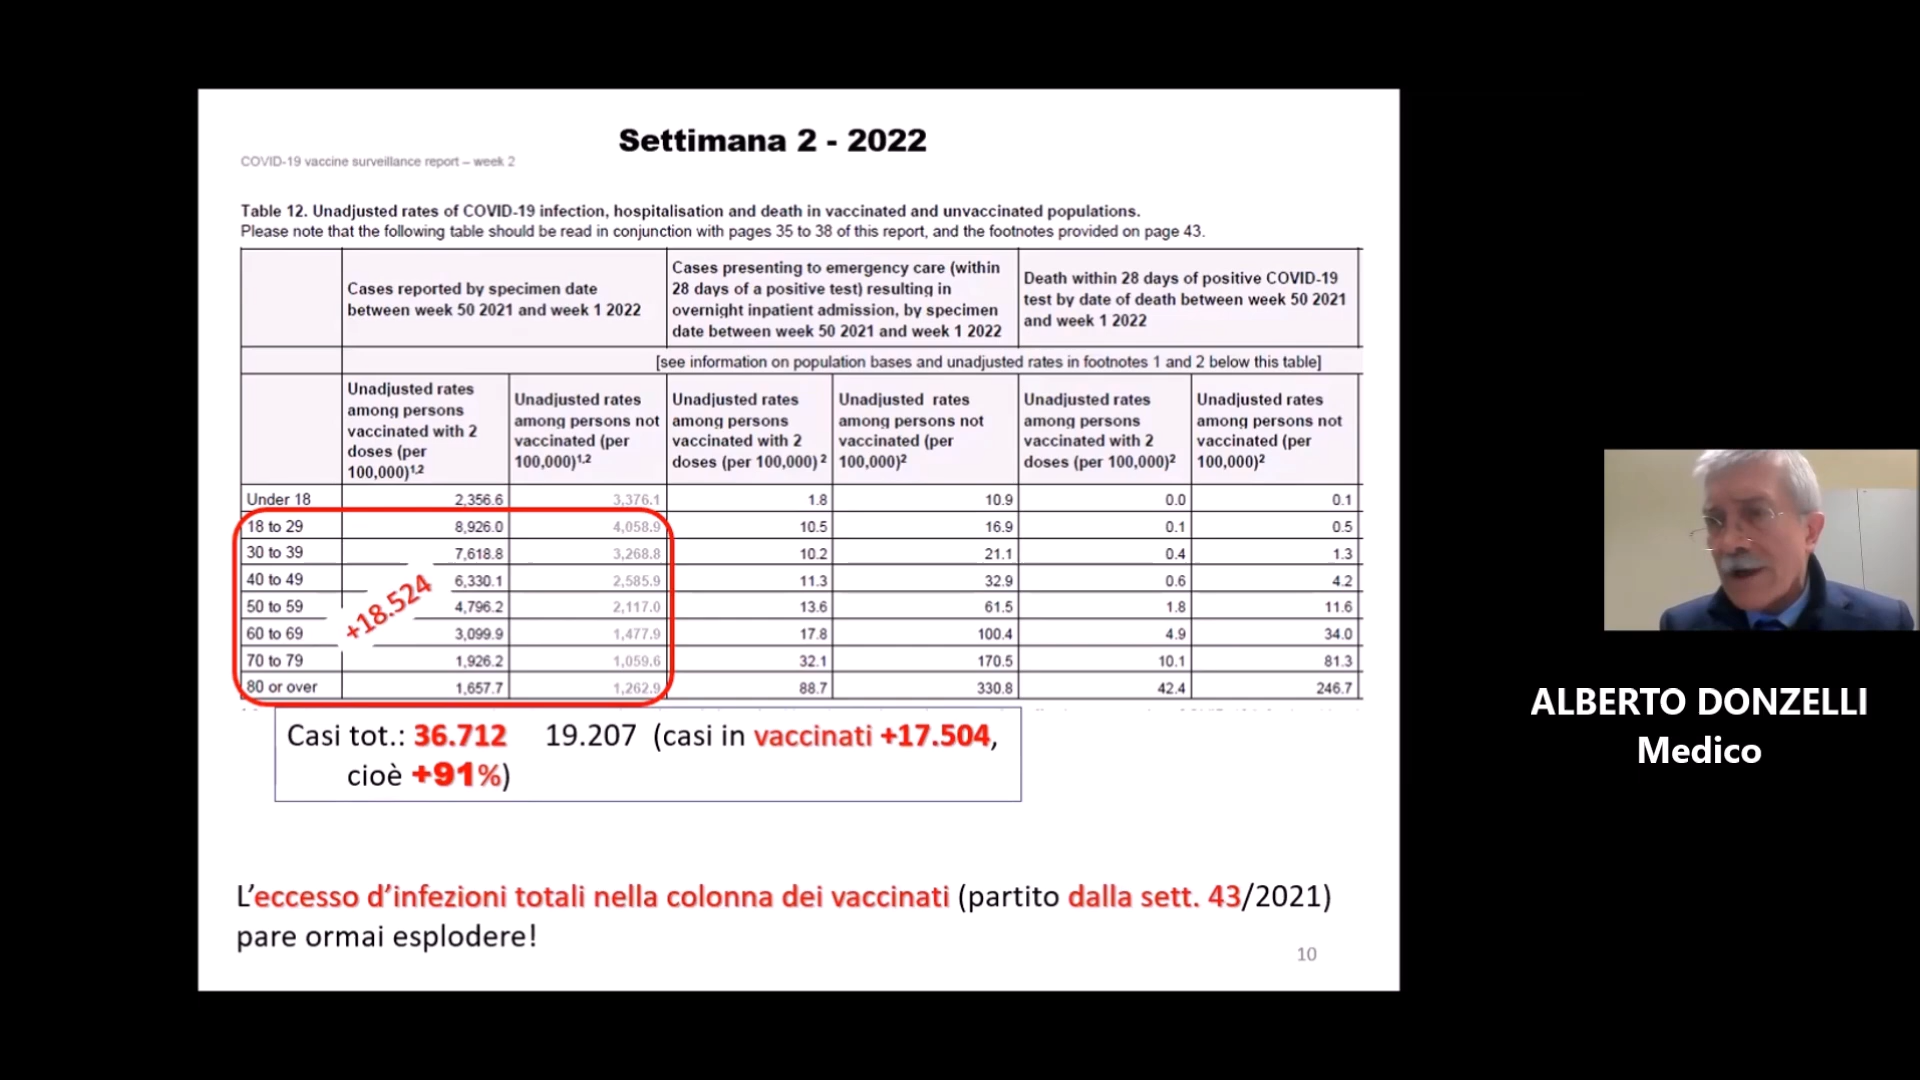 Settimana 2 - 2022
COVID-19 vaccine surveillance report – week 2
Table 12. Unadjusted rates of COVID-19 infection, hospitalisation and death in vaccinated and unvaccinated populations.
Please note that the following table should be read in conjunction with pages 35 to 38 of this report, and the footnotes provided on page 43.
Cases reported by specimen date
between week 50 2021 and week 1 2022
Cases presenting to emergency care (within
28 days of a positive test) resulting in
overnight inpatient admission, by specimen
date between week 50 2021 and week 1 2022
Death within 28 days of positive COVID-19
test by date of death between week 50 2021
and week 1 2022
[see information on population bases and unadjusted rates in footnotes 1 and 2 below this table]
Unadjusted rates
among persons
vaccinated with 2
doses (per
100,000)1,2
Unadjusted rates
among persons not
vaccinated (per
100,000)1,2
Unadjusted rates
among persons
vaccinated with 2
doses (per 100,000) 2
Unadjusted rates
among persons not
vaccinated (per
100,000)2
Unadjusted rates
among persons
vaccinated with 2
doses (per 100,000)2
Unadjusted rates
among persons not
vaccinated (per
100,000)2
Under 18 2,356.6 3,376.1 1.8 10.9 0.0 0.1
18 to 29 8,926.0 4,058.9 10.5 16.9 0.1 0.5
30 to 39 7,618.8 3,268.8 10.2 21.1 0.4 1.3
40 to 49 6,330.1 2,585.9 11.3 32.9 0.6 4.2
50 to 59 4,796.2 2,117.0 13.6 61.5 1.8 11.6
60 to 69 3,099.9 1,477.9 17.8 100.4 4.9 34.0
70 to 79 1,926.2 1,059.6 32.1 170.5 10.1 81.3
80 or over 1,657.7 1,262.9 88.7 330.8 42.4 246.7
+18.524
Casi tot.: 36.712 19.207 (casi in vaccinati +17.504,
cioè +91%)
L'eccesso d'infezioni totali nella colonna dei vaccinati (partito dalla sett. 43/2021)
pare ormai esplodere!
10
ALBERTO DONZELLI
Medico